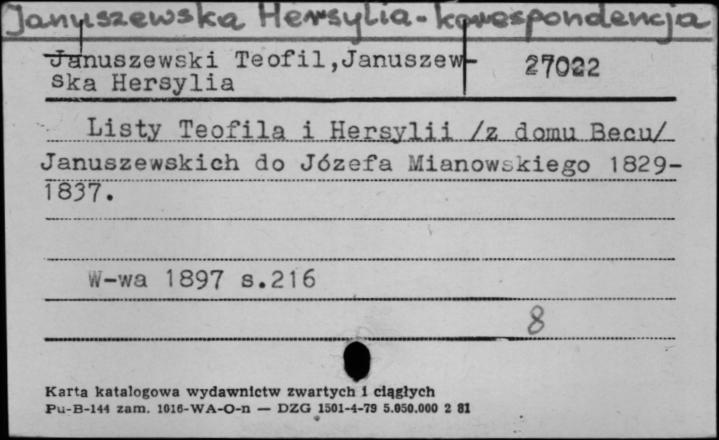 Januszewska Hersylia - korespondencja
Januszewski Teofil,Januszew-
ska Hersylia
27022
Listy Teofila i Hersylii /z domu Becu/
Januszewskich do Józefa Mianowskiego 1829-
1837.
W-wa 1897 s.216
8
Karta katalogowa wydawnictw zwartych i ciągłych
Pu-B-144 zam. 1016-WA-O-n — DZG 1501-4-79 5.050.000 2 81